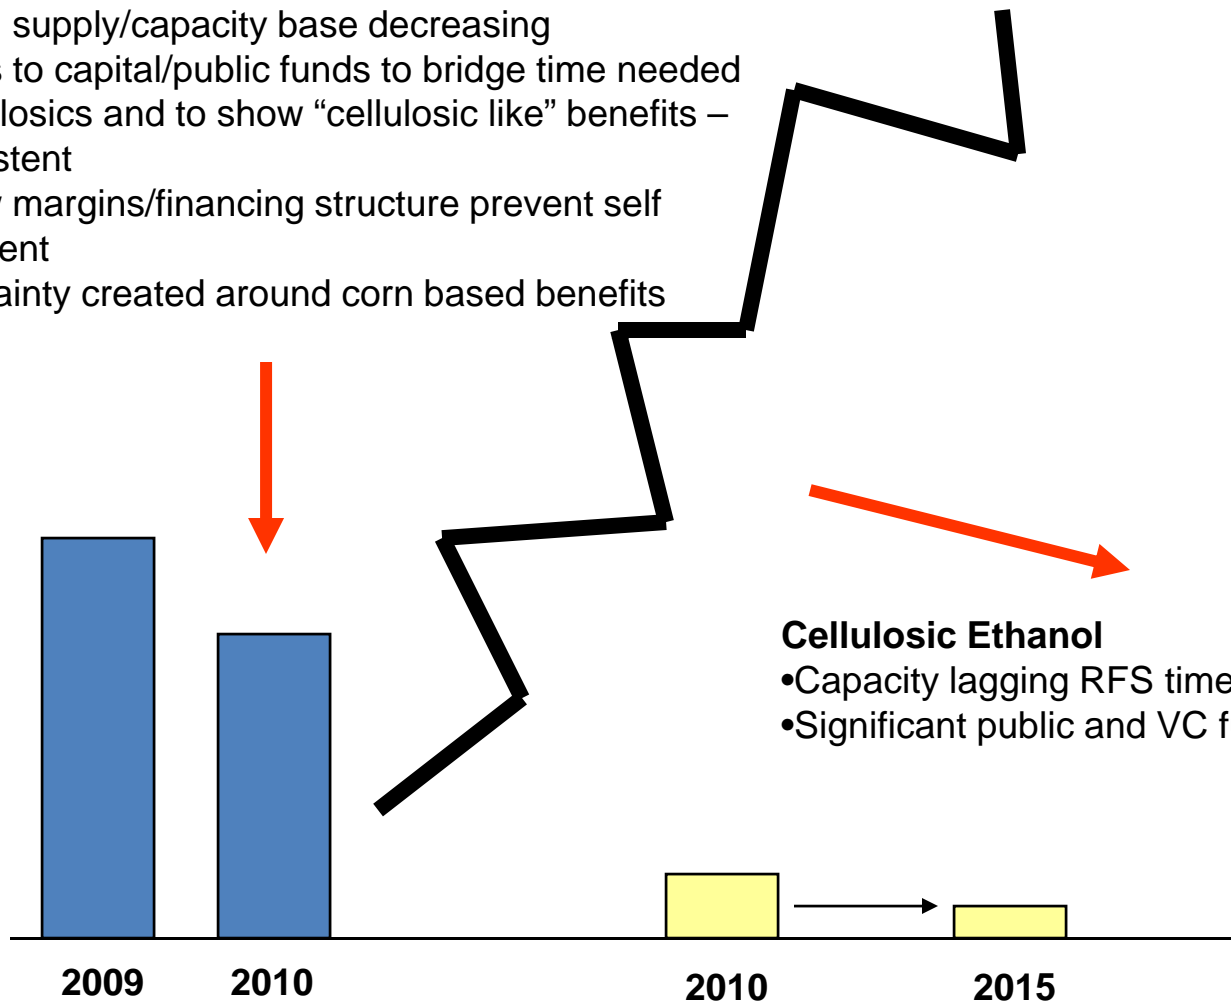 supply/capacity base decreasing
s to capital/public funds to bridge time needed
losics and to show “cellulosic like” benefits –
stent
margins/financing structure prevent self
ent
ainty created around corn based benefits
Cellulosic Ethanol
•Capacity lagging RFS time
•Significant public and VC f
2009 2010 2010 2015